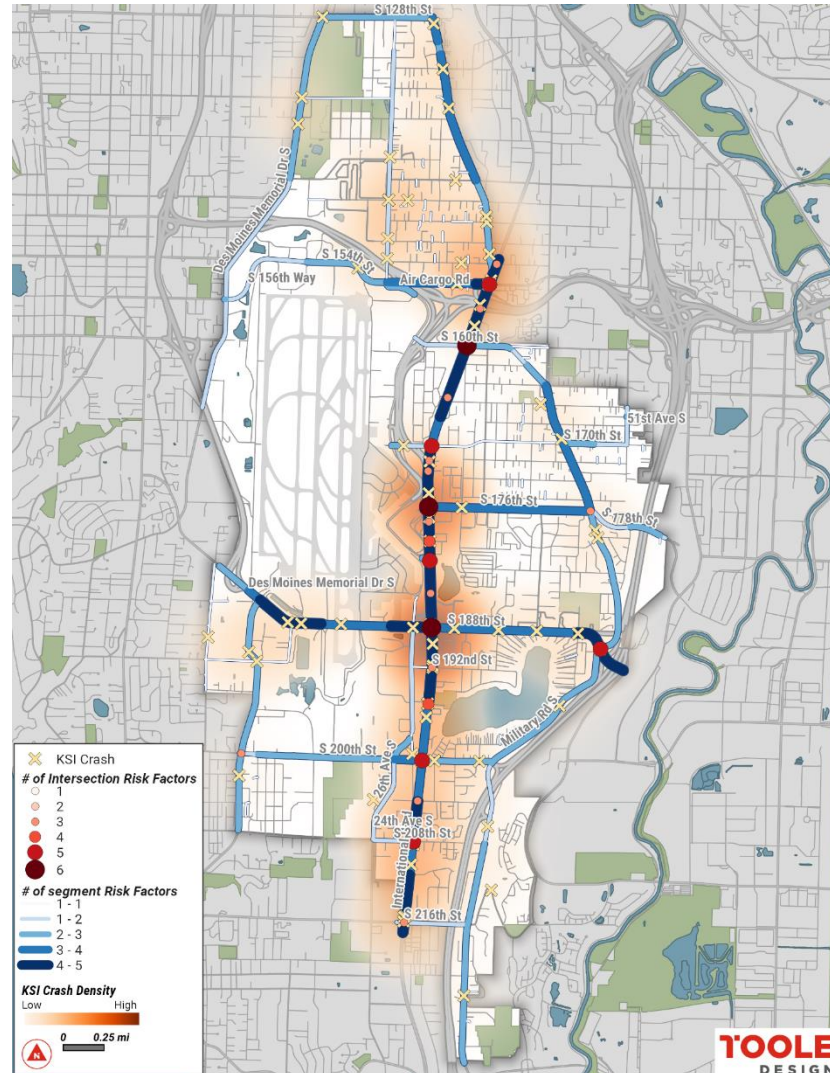 S 128th St
Des Moines Memorial Dr S
S 154th St
S 156th Way
Air Cargo Rd
S 160th St
51st Ave S
S 170th St
S 176th St
S 178th St
Des Moines Memorial Dr S
S 188th St
S 192nd St
Military Rd S
S 200th St
26th Ave S
24th Ave S
S 208th St
International
S 216th St
KSI Crash
# of Intersection Risk Factors
1
2
3
4
5
6
# of segment Risk Factors
1 - 1
1 - 2
2 - 3
3 - 4
4 - 5
KSI Crash Density
Low High
0 0.25 mi
N
TOOLE
DESIGN